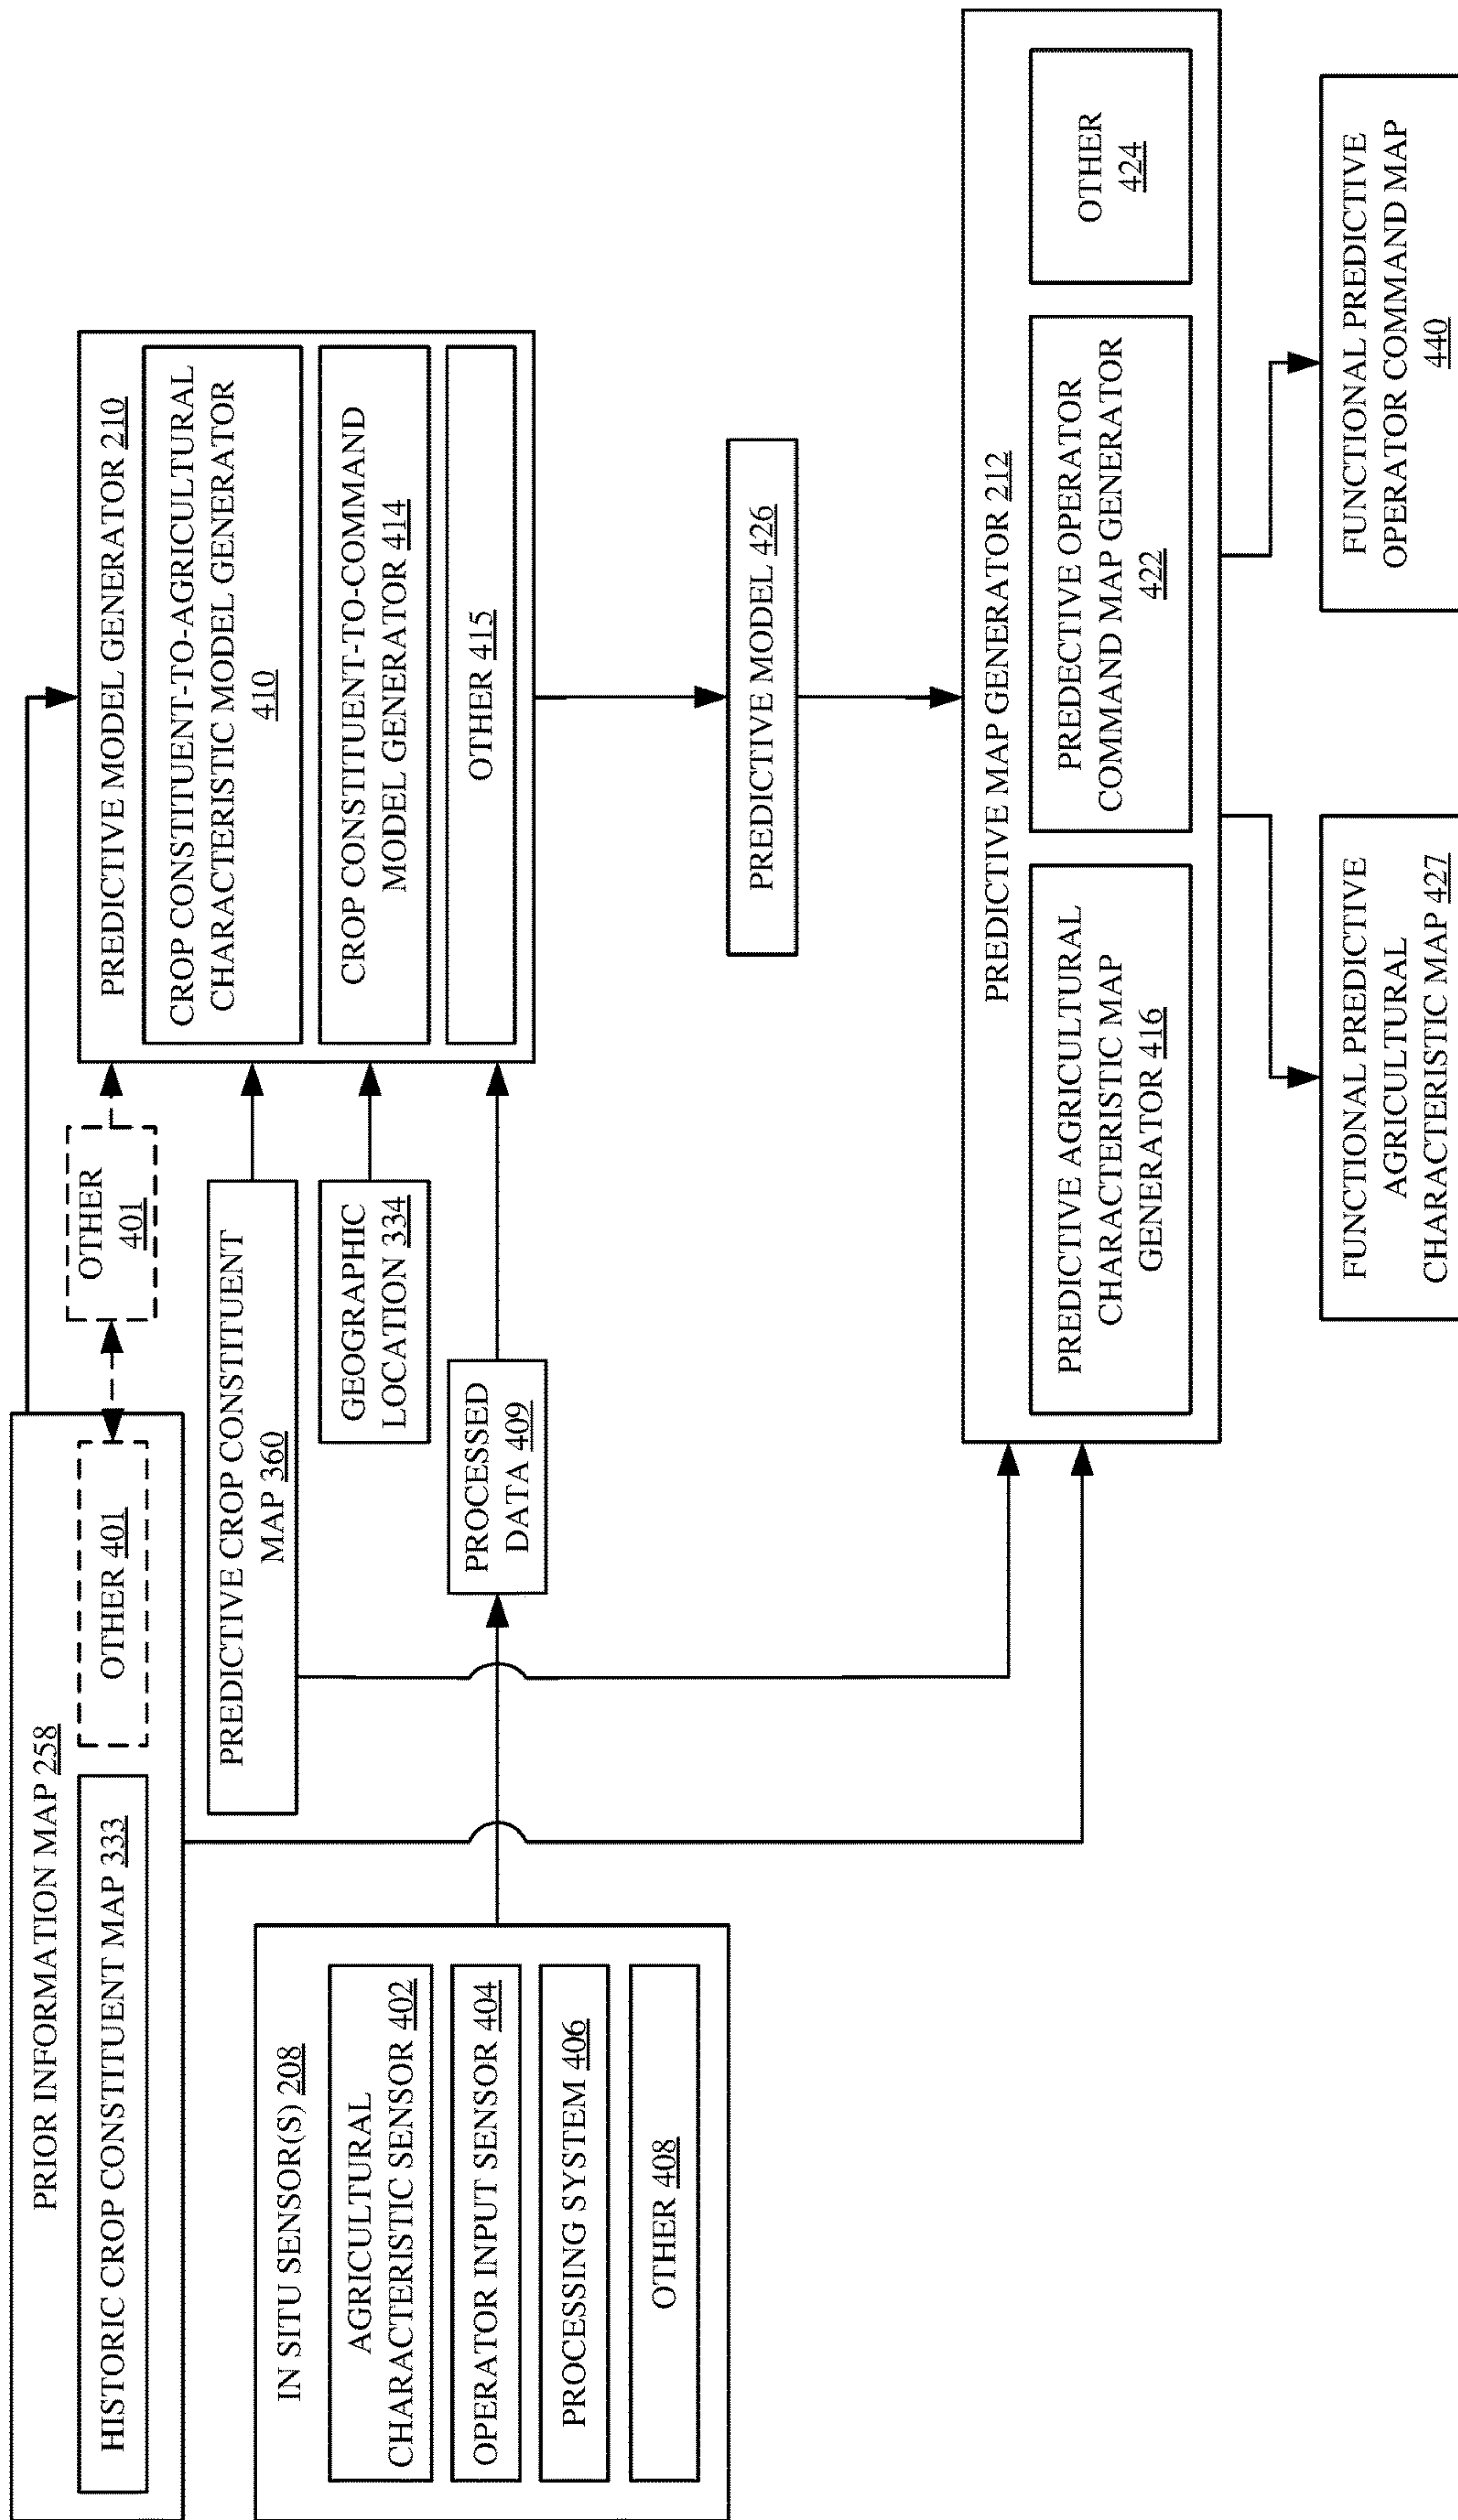 PRIOR INFORMATION MAP 258
HISTORIC CROP CONSTITUENT MAP 333
OTHER 401
OTHER
401
PREDICTIVE CROP CONSTITUENT
MAP 360
GEOGRAPHIC
LOCATION 334
PROCESSED
DATA 409
IN SITU SENSOR(S) 208
AGRICULTURAL
CHARACTERISTIC SENSOR 402
OPERATOR INPUT SENSOR 404
PROCESSING SYSTEM 406
OTHER 408
PREDICTIVE MODEL GENERATOR 210
CROP CONSTITUENT-TO-AGRICULTURAL
CHARACTERISTIC MODEL GENERATOR
410
CROP CONSTITUENT-TO-COMMAND
MODEL GENERATOR 414
OTHER 415
PREDICTIVE MODEL 426
PREDICTIVE MAP GENERATOR 212
PREDICTIVE AGRICULTURAL
CHARACTERISTIC MAP
GENERATOR 416
PREDECTIVE OPERATOR
COMMAND MAP GENERATOR
422
OTHER
424
FUNCTIONAL PREDICTIVE
AGRICULTURAL
CHARACTERISTIC MAP 427
FUNCTIONAL PREDICTIVE
OPERATOR COMMAND MAP
440